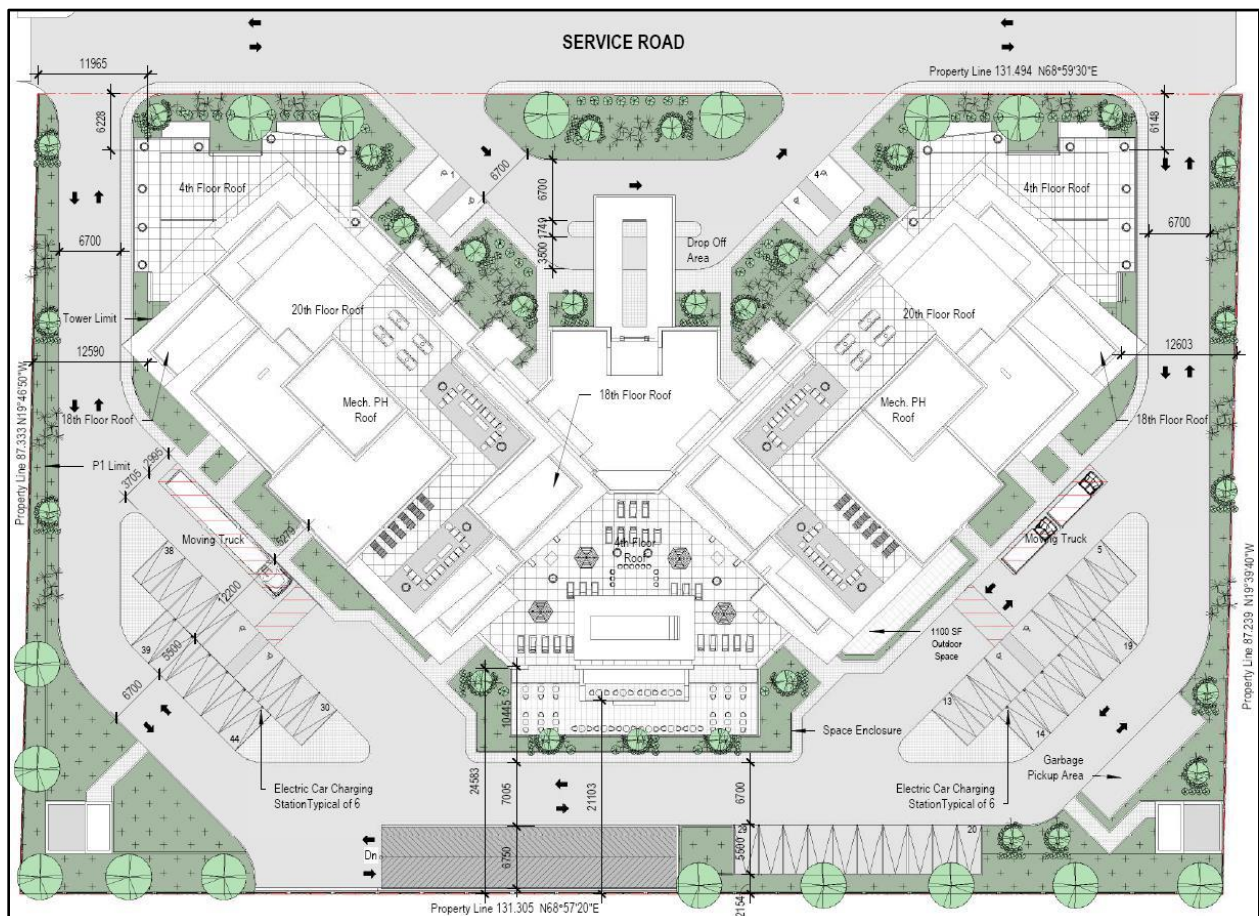 SERVICE ROAD
11965
Property Line 131.494 N68°59'30"E
6228
6148
6700
1
4
6700
4th Floor Roof
4th Floor Roof
1749
3500
Drop Off
Area
6700
6700
Tower Limit
20th Floor Roof
20th Floor Roof
12590
12603
Property Line 87.333 N19°46'50"W
Mech. PH
Roof
18th Floor Roof
Mech. PH
Roof
18th Floor Roof
18th Floor Roof
P1 Limit
2995
3705
Moving Truck
9279
4th Floor
Roof
Moving Truck
38
5
12200
Property Line 87.239 N19°39'40"W
1100 SF
Outdoor
Space
39
5500
19
6700
30
44
13
14
10445
Space Enclosure
Garbage
Pickup Area
24583
7005
21103
6700
Electric Car Charging
StationTypical of 6
Electric Car Charging
StationTypical of 6
Dn
6750
29
20
5500
2154
Property Line 131.305 N68°57'20"E